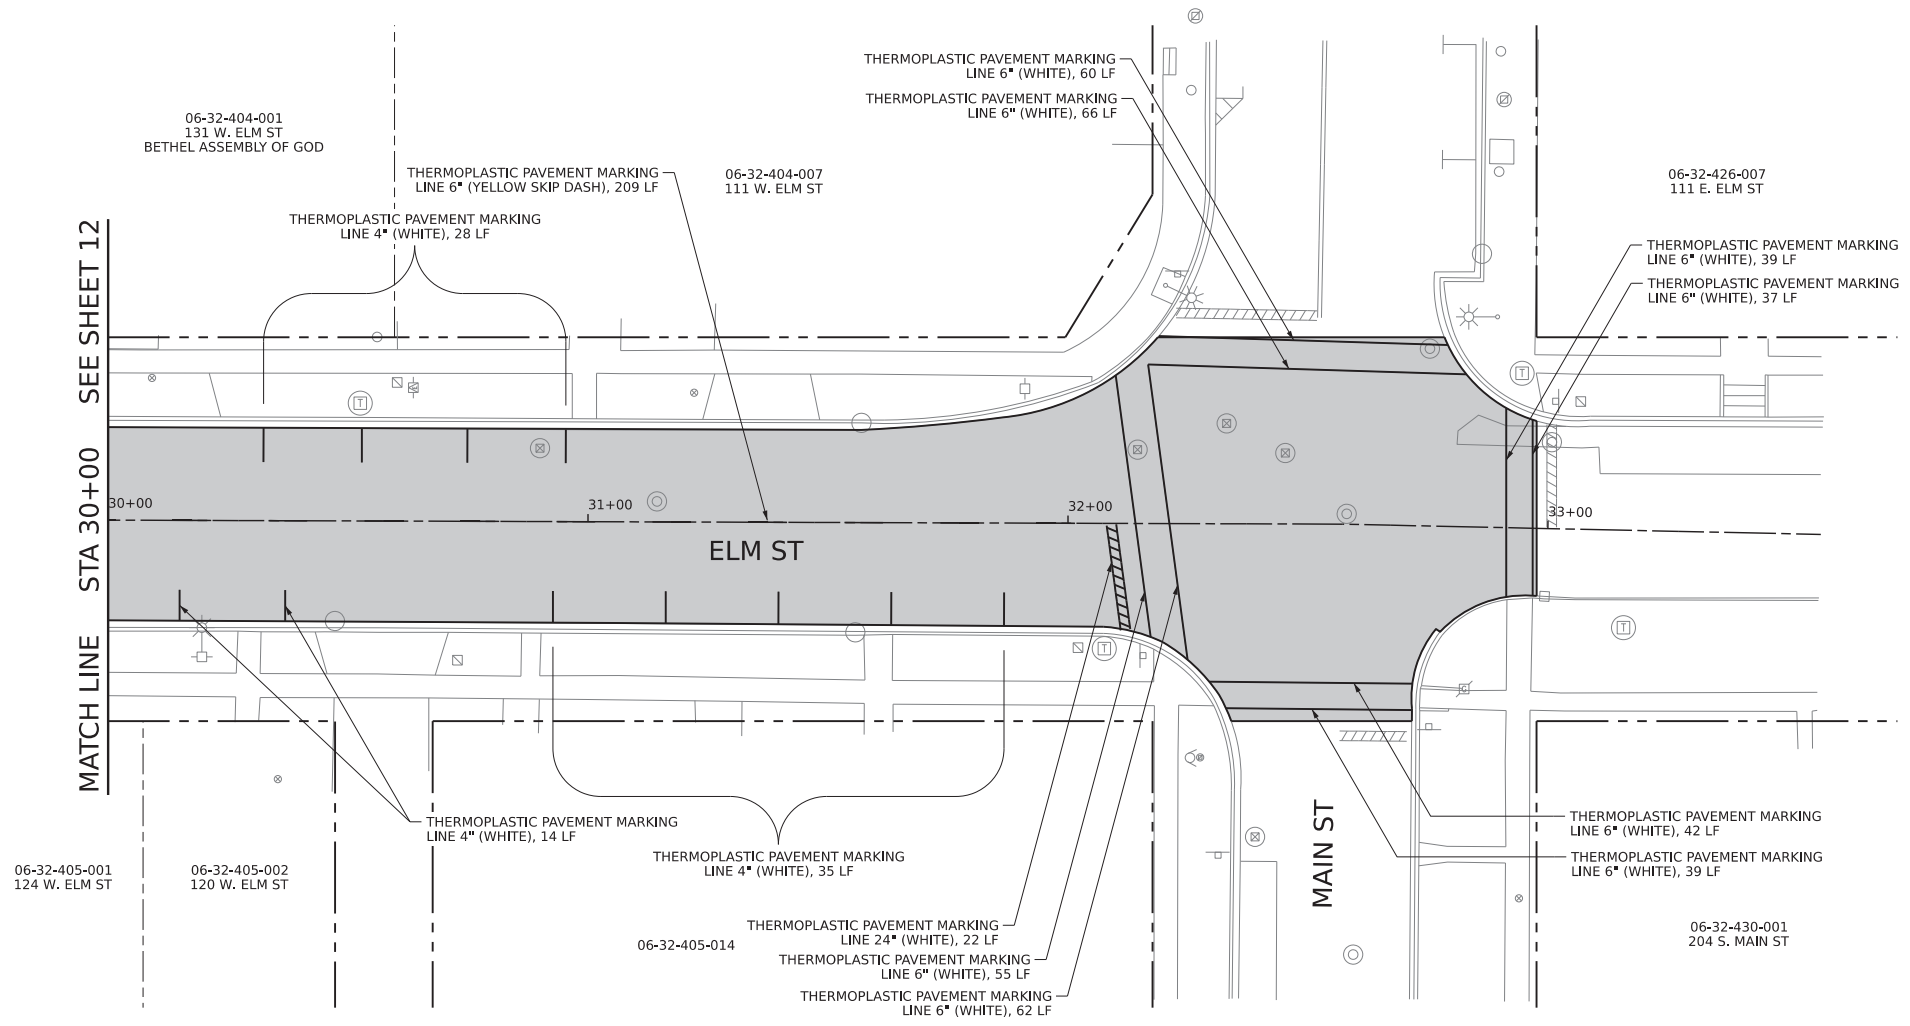 THERMOPLASTIC PAVEMENT MARKING
LINE 6" (WHITE), 60 LF
THERMOPLASTIC PAVEMENT MARKING
LINE 6" (WHITE), 66 LF
06-32-404-001
131 W. ELM ST
BETHEL ASSEMBLY OF GOD
THERMOPLASTIC PAVEMENT MARKING
LINE 6" (YELLOW SKIP DASH), 209 LF
06-32-404-007
111 W. ELM ST
06-32-426-007
111 E. ELM ST
THERMOPLASTIC PAVEMENT MARKING
LINE 4" (WHITE), 28 LF
THERMOPLASTIC PAVEMENT MARKING
LINE 6" (WHITE), 39 LF
THERMOPLASTIC PAVEMENT MARKING
LINE 6" (WHITE), 37 LF
MATCH LINE STA 30+00 SEE SHEET 12
T
T
30+00
31+00
32+00
33+00
ELM ST
T
T
MAIN ST
THERMOPLASTIC PAVEMENT MARKING
LINE 4" (WHITE), 14 LF
THERMOPLASTIC PAVEMENT MARKING
LINE 6" (WHITE), 42 LF
THERMOPLASTIC PAVEMENT MARKING
LINE 4" (WHITE), 35 LF
THERMOPLASTIC PAVEMENT MARKING
LINE 6" (WHITE), 39 LF
06-32-405-001
124 W. ELM ST
06-32-405-002
120 W. ELM ST
THERMOPLASTIC PAVEMENT MARKING
LINE 24" (WHITE), 22 LF
06-32-405-014
THERMOPLASTIC PAVEMENT MARKING
LINE 6" (WHITE), 55 LF
THERMOPLASTIC PAVEMENT MARKING
LINE 6" (WHITE), 62 LF
06-32-430-001
204 S. MAIN ST